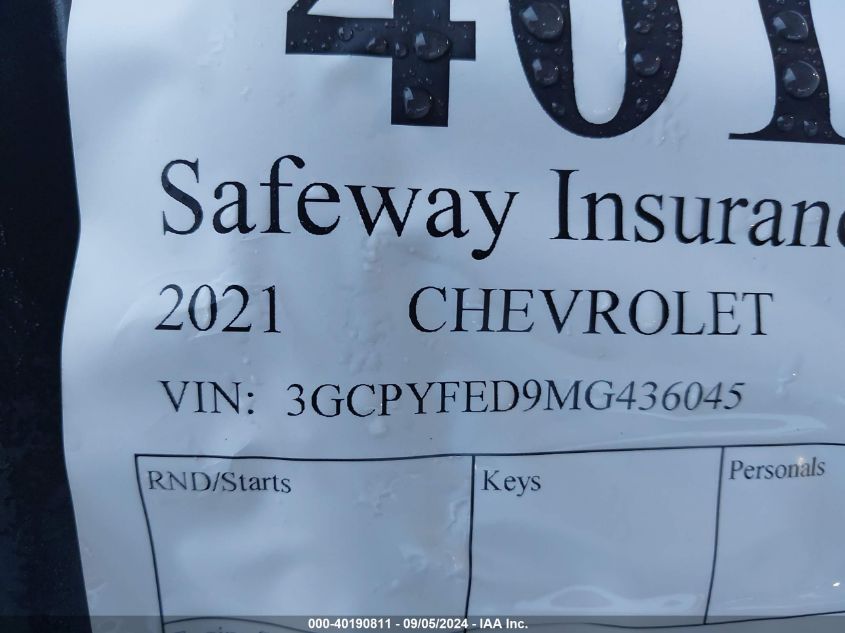 Safeway Insuran
2021 CHEVROLET
VIN: 3GCPYFED9MG436045
RND/Starts Keys Personals
000-40190811 - 09/05/2024 - IAA Inc.